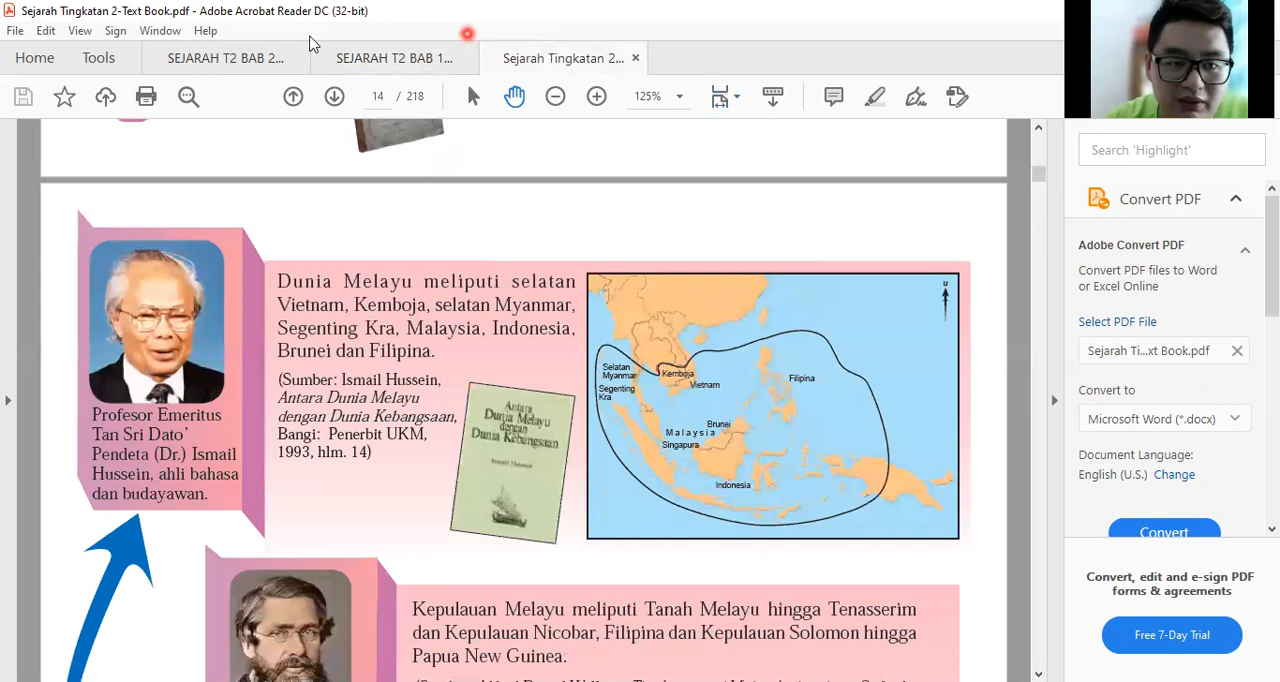 Sejarah Tingkatan 2-Text Book.pdf - Adobe Acrobat Reader DC (32-bit)
File Edit View Sign Window Help
Home Tools SEJARAH T2 BAB 2... SEJARAH T2 BAB 1... Sejarah Tingkatan 2... ×
14 / 218 125%
Search 'Highlight'
Convert PDF
Adobe Convert PDF
Convert PDF files to Word
or Excel Online
Select PDF File
Sejarah Ti...xt Book.pdf
Convert to
Microsoft Word (*.docx)
Document Language:
English (U.S.) Change
Convert
Convert, edit and e-sign PDF
forms & agreements
Free 7-Day Trial
Profesor Emeritus
Tan Sri Dato’
Pendeta (Dr.) Ismail
Hussein, ahli bahasa
dan budayawan.
Dunia Melayu meliputi selatan
Vietnam, Kemboja, selatan Myanmar,
Segenting Kra, Malaysia, Indonesia,
Brunei dan Filipina.
(Sumber: Ismail Hussein,
Antara Dunia Melayu
dengan Dunia Kebangsaan,
Bangi: Penerbit UKM,
1993, hlm. 14)
Antara
Dunia Melayu
dengan
Dunia Kebangsaan
U
Selatan
Myanmar
Segenting
Kra
Kemboja
Vietnam
Filipina
Brunei
Malaysia
Singapura
Indonesia
Kepulauan Melayu meliputi Tanah Melayu hingga Tenasserim
dan Kepulauan Nicobar, Filipina dan Kepulauan Solomon hingga
Papua New Guinea.